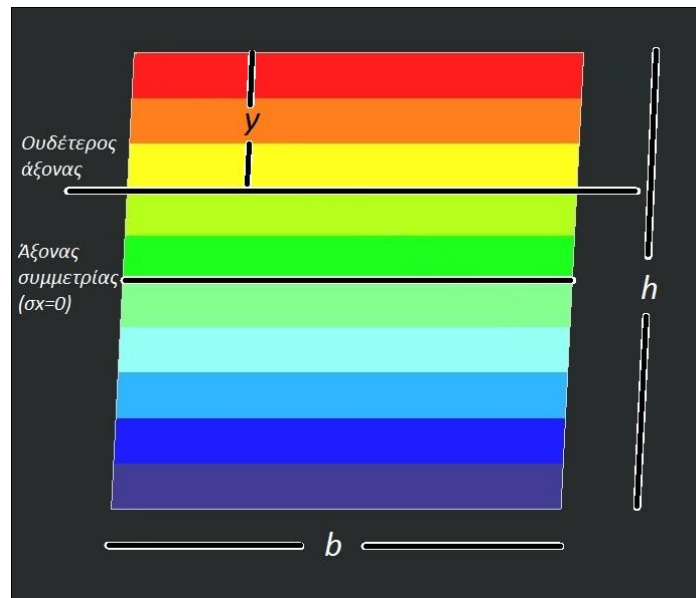 y
Ουδέτερος
άξονας
Άξονας
συμμετρίας
(σx=0)
h
b